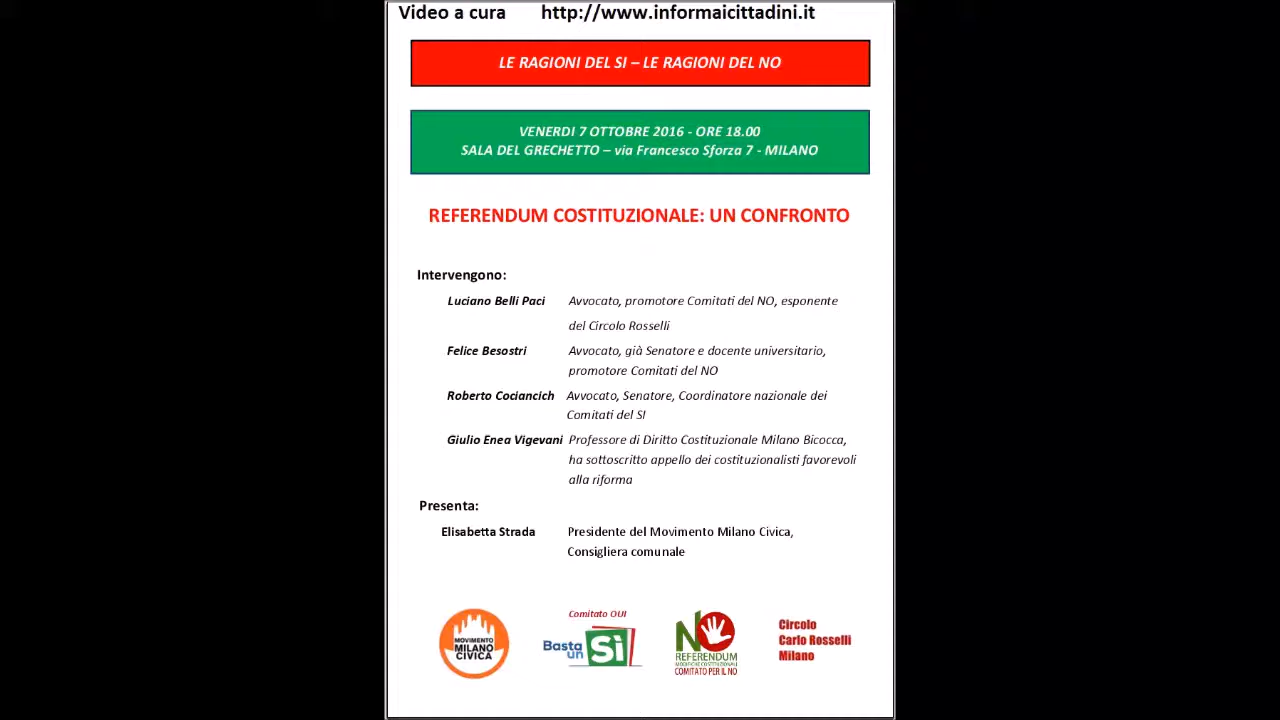 Video a cura http://www.informaicittadini.it
LE RAGIONI DEL SI – LE RAGIONI DEL NO
VENERDI 7 OTTOBRE 2016 - ORE 18.00
SALA DEL GRECHETTO – via Francesco Sforza 7 - MILANO
REFERENDUM COSTITUZIONALE: UN CONFRONTO
Intervengono:
Luciano Belli Paci Avvocato, promotore Comitati del NO, esponente
del Circolo Rosselli
Felice Besostri Avvocato, già Senatore e docente universitario,
promotore Comitati del NO
Roberto Cociancich Avvocato, Senatore, Coordinatore nazionale dei
Comitati del SI
Giulio Enea Vigevani Professore di Diritto Costituzionale Milano Bicocca,
ha sottoscritto appello dei costituzionalisti favorevoli
alla riforma
Presenta:
Elisabetta Strada Presidente del Movimento Milano Civica,
Consigliera comunale
MOVIMENTO
MILANO
CIVICA
Comitato OUI
Basta
un Sì
NO
REFERENDUM
MODIFICHE COSTITUZIONALI
COMITATO PER IL NO
Circolo
Carlo Rosselli
Milano